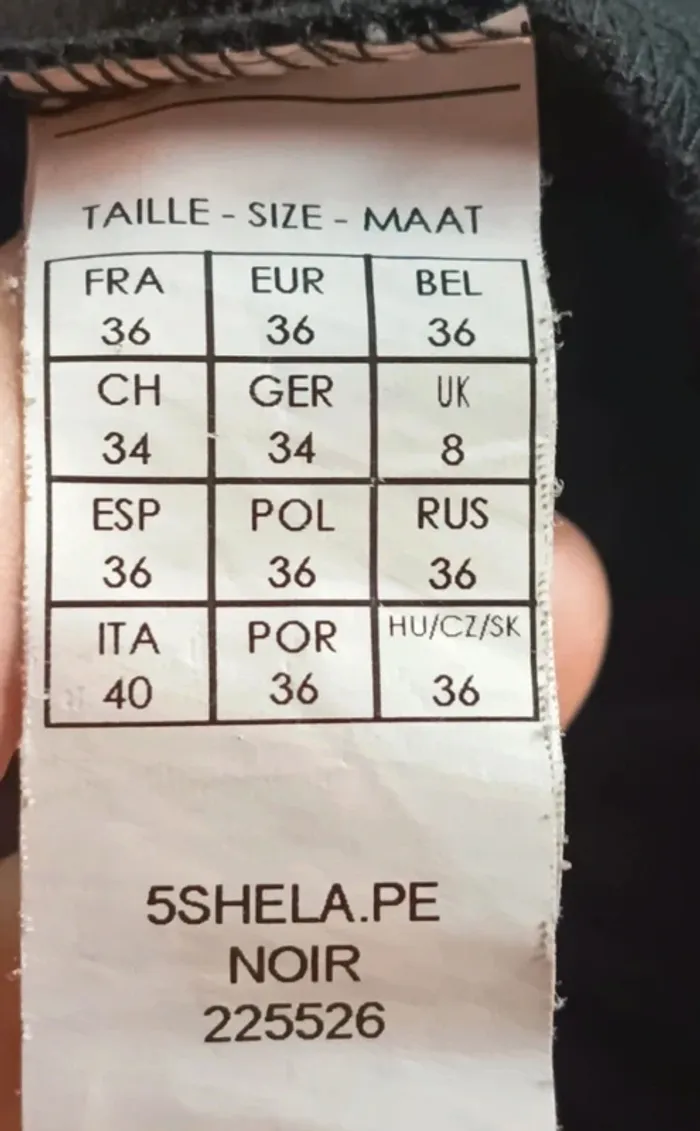 TAILLE - SIZE - MAAT
FRA EUR BEL
36 36 36
CH GER UK
34 34 8
ESP POL RUS
36 36 36
ITA POR HU/CZ/SK
40 36 36
5SHELA.PE
NOIR
225526